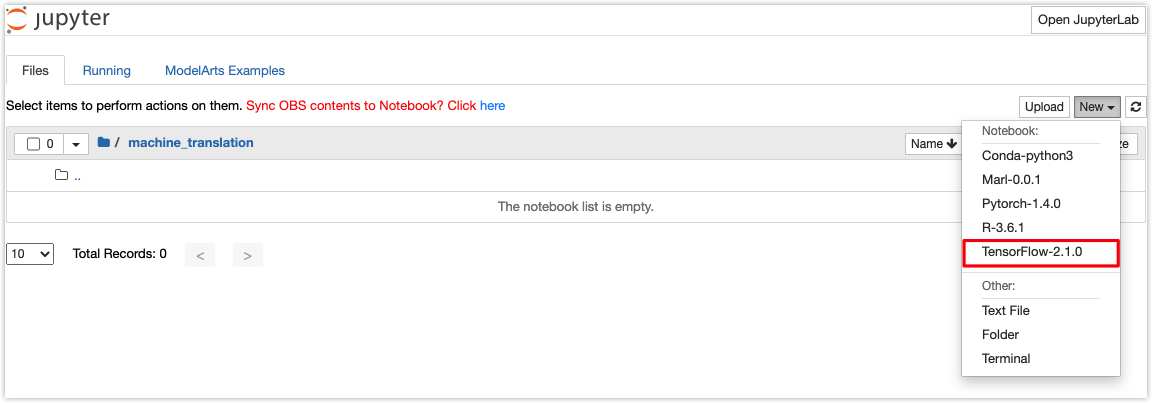 jupyter
Open JupyterLab
Files Running ModelArts Examples
Select items to perform actions on them. Sync OBS contents to Notebook? Click here
Upload New
0 / machine_translation Name ze
..
The notebook list is empty.
10 Total Records: 0 < >
Notebook:
Conda-python3
Marl-0.0.1
Pytorch-1.4.0
R-3.6.1
TensorFlow-2.1.0
Other:
Text File
Folder
Terminal